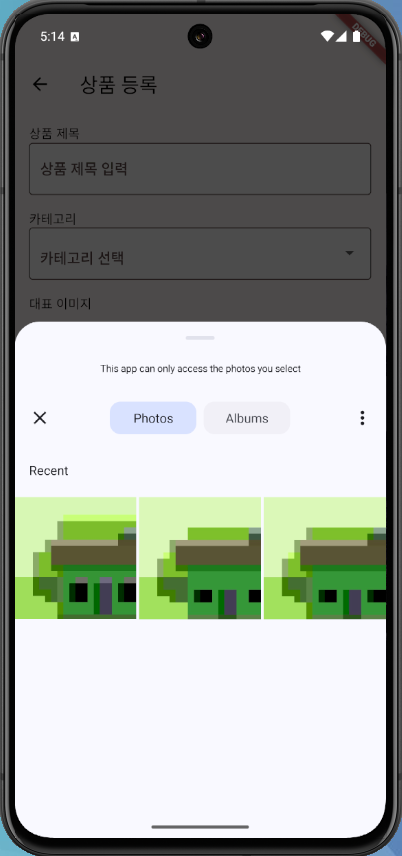 5:14
DEBUG
상품 등록
상품 제목
상품 제목 입력
카테고리
카테고리 선택
대표 이미지
This app can only access the photos you select
Photos
Albums
Recent